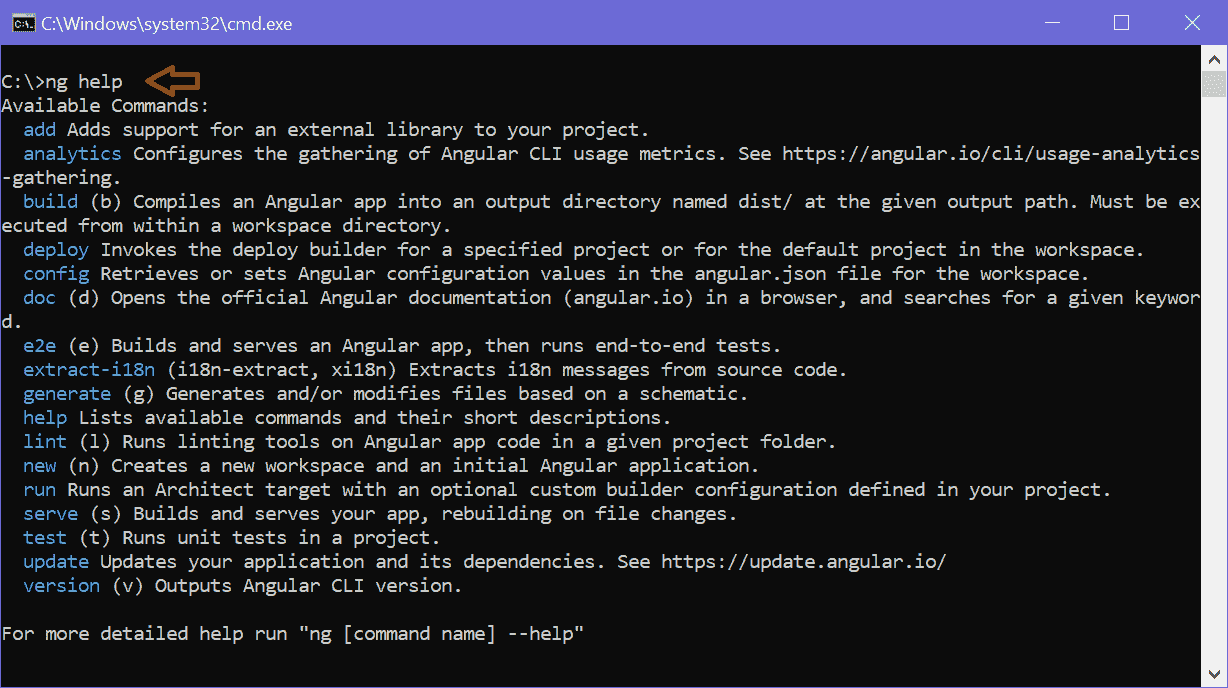 C:\Windows\system32\cmd.exe
C:\>ng help
Available Commands:
  add Adds support for an external library to your project.
  analytics Configures the gathering of Angular CLI usage metrics. See https://angular.io/cli/usage-analytics
-gathering.
  build (b) Compiles an Angular app into an output directory named dist/ at the given output path. Must be ex
ecuted from within a workspace directory.
  deploy Invokes the deploy builder for a specified project or for the default project in the workspace.
  config Retrieves or sets Angular configuration values in the angular.json file for the workspace.
  doc (d) Opens the official Angular documentation (angular.io) in a browser, and searches for a given keywor
d.
  e2e (e) Builds and serves an Angular app, then runs end-to-end tests.
  extract-i18n (i18n-extract, xi18n) Extracts i18n messages from source code.
  generate (g) Generates and/or modifies files based on a schematic.
  help Lists available commands and their short descriptions.
  lint (l) Runs linting tools on Angular app code in a given project folder.
  new (n) Creates a new workspace and an initial Angular application.
  run Runs an Architect target with an optional custom builder configuration defined in your project.
  serve (s) Builds and serves your app, rebuilding on file changes.
  test (t) Runs unit tests in a project.
  update Updates your application and its dependencies. See https://update.angular.io/
  version (v) Outputs Angular CLI version.
For more detailed help run "ng [command name] --help"